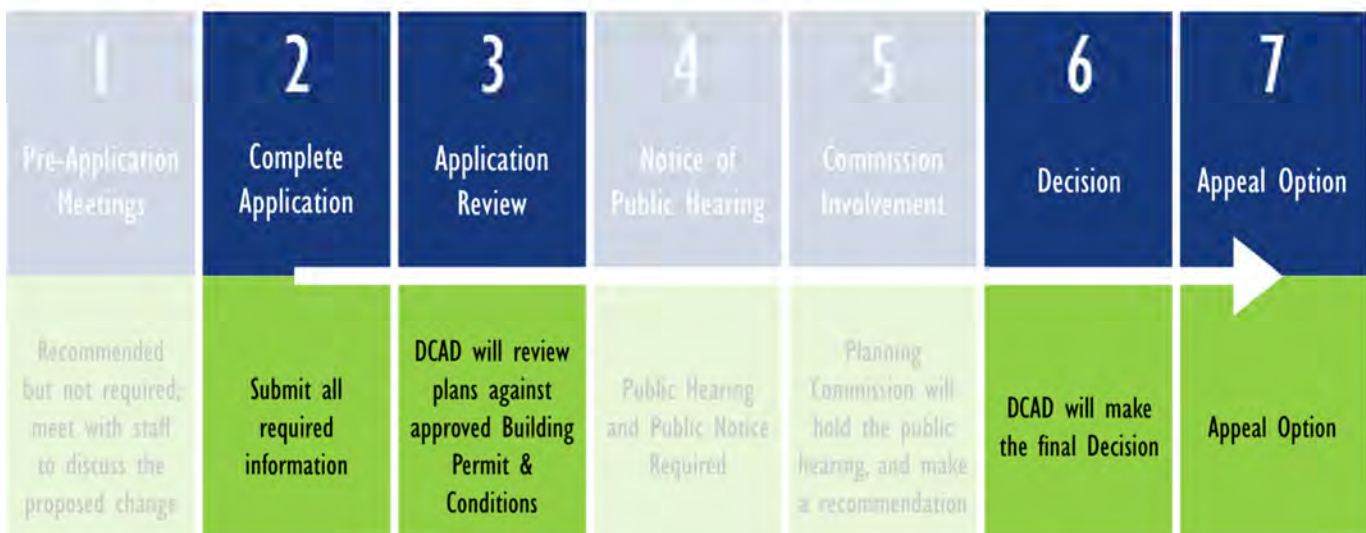 1
Pre-Application
Meetings
Recommended
but not required;
meet with staff
to discuss the
proposed change
2
Complete
Application
Submit all
required
information
3
Application
Review
DCAD will review
plans against
approved Building
Permit &
Conditions
4
Notice of
Public Hearing
Public Hearing
and Public Notice
Required
5
Commission
Involvement
Planning
Commission will
hold the public
hearing, and make
a recommendation
6
Decision
DCAD will make
the final Decision
7
Appeal Option
Appeal Option